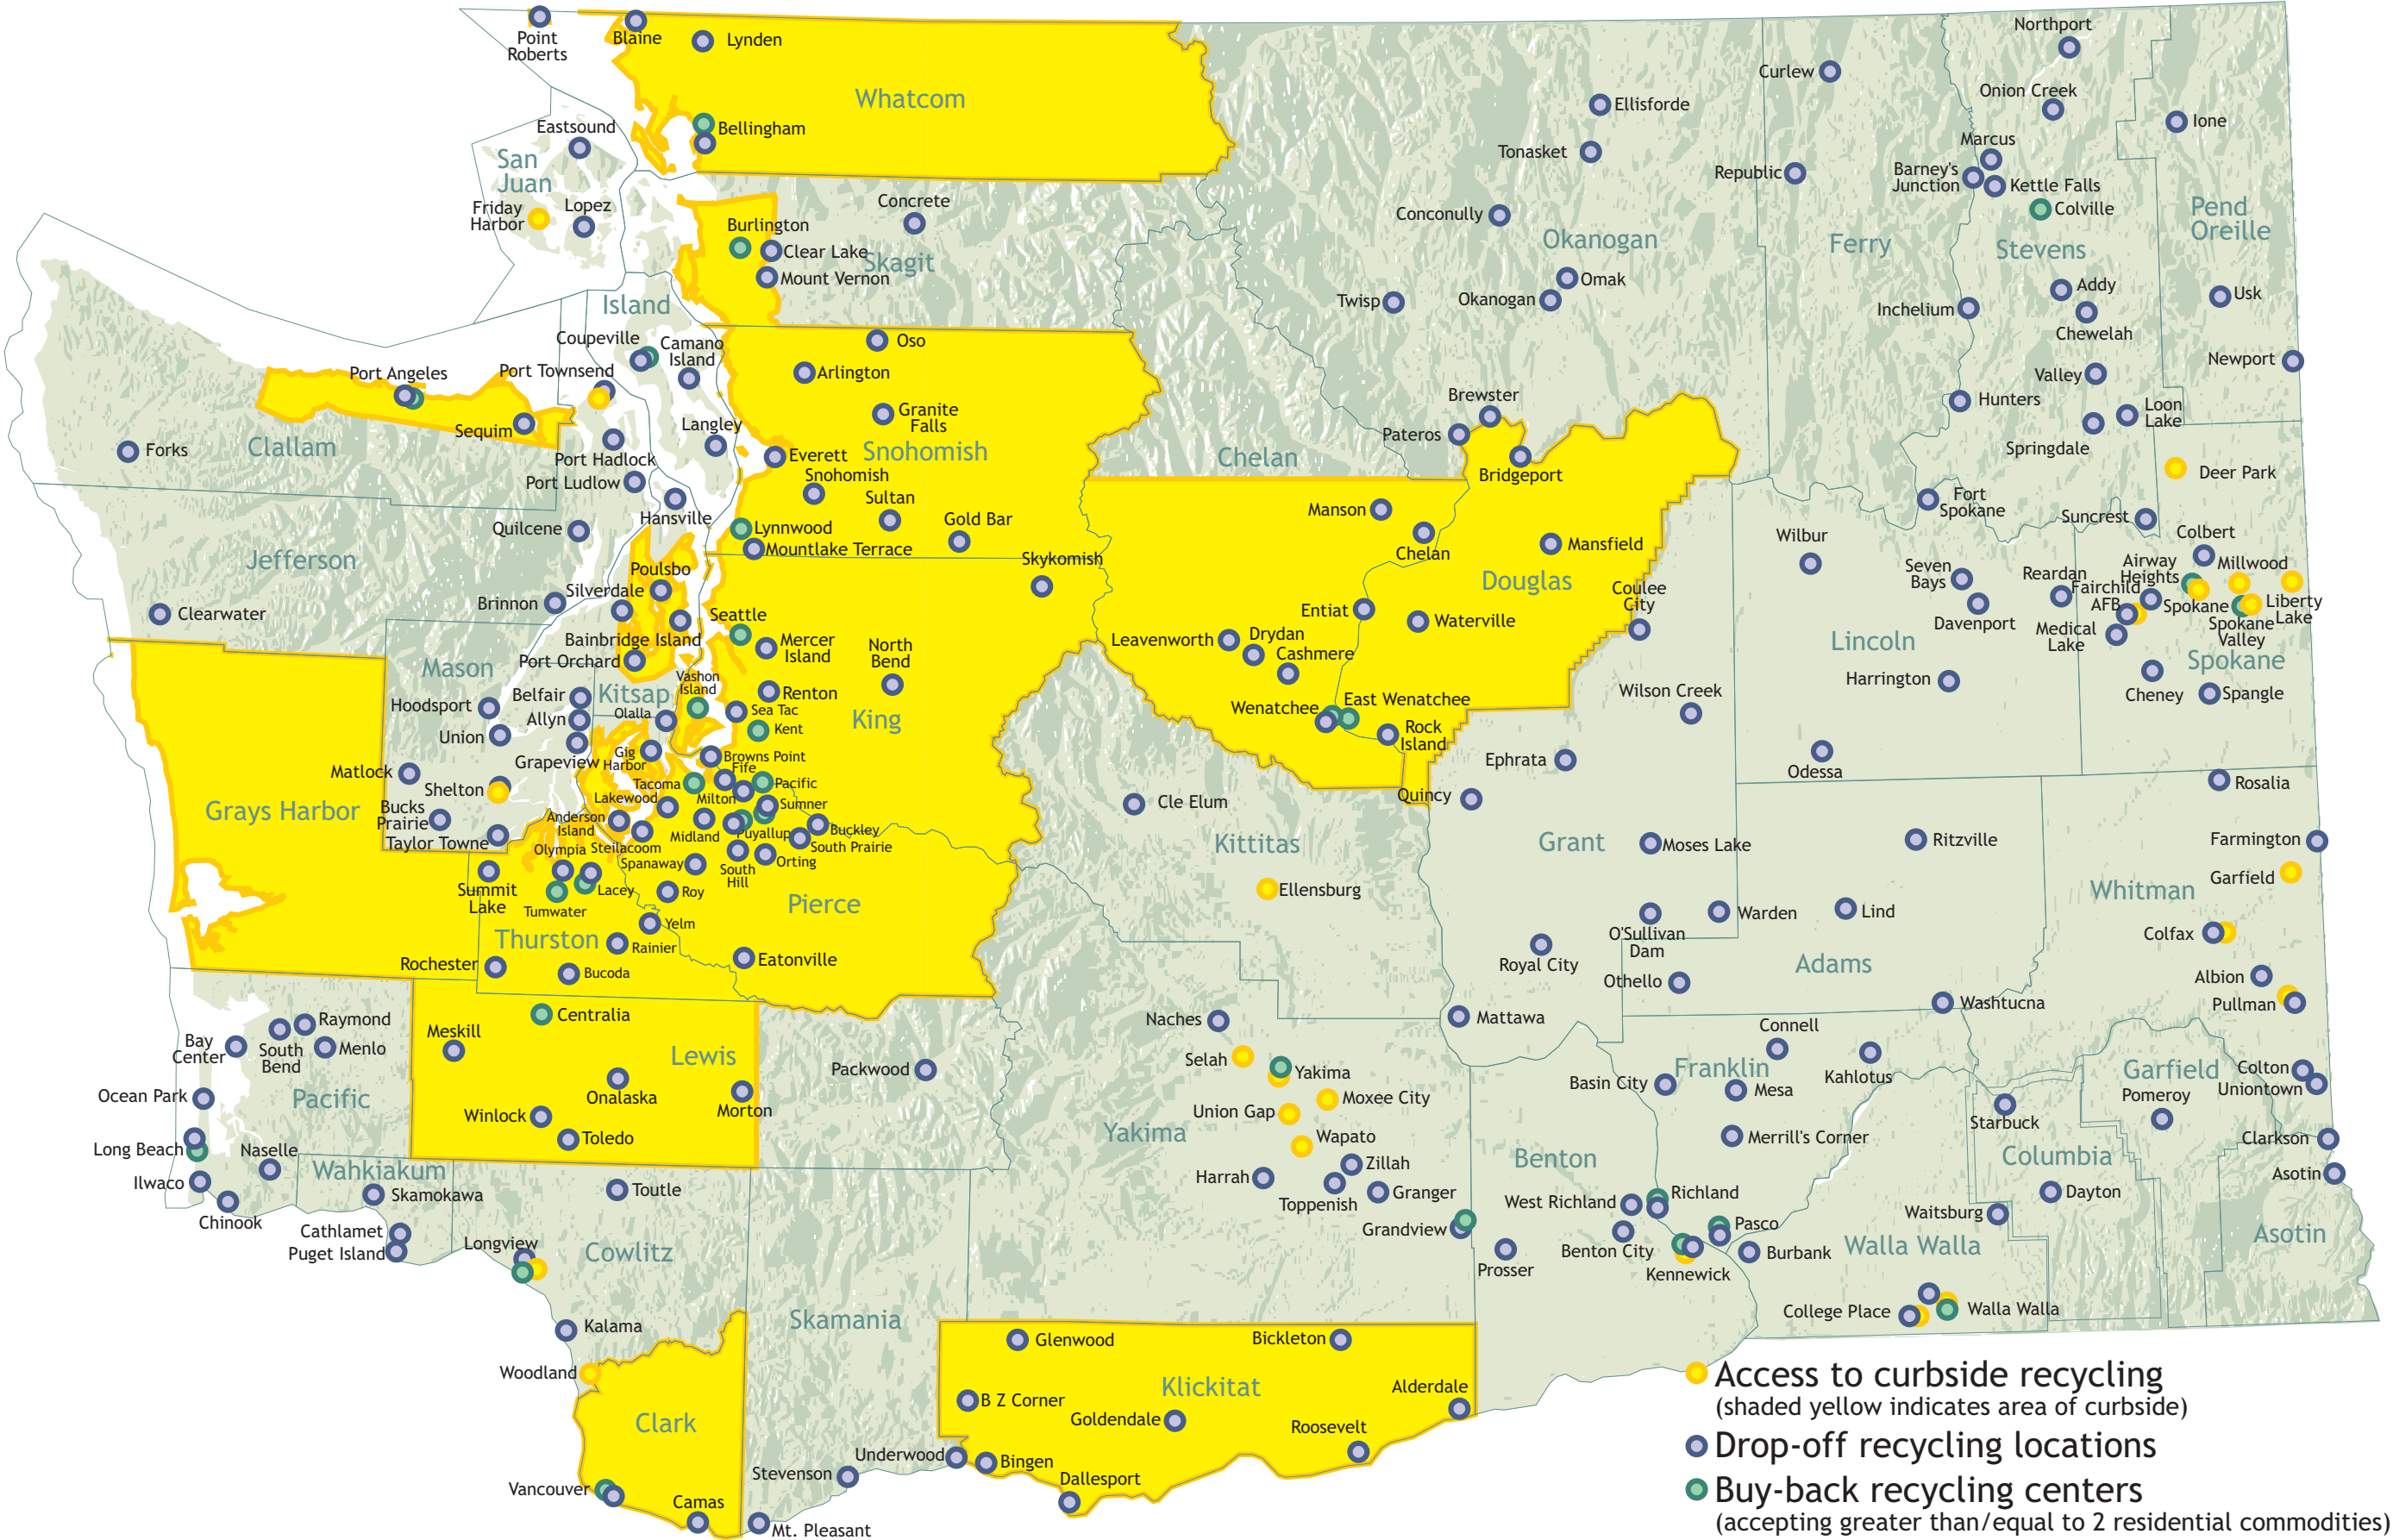 Point
Roberts
Blaine
Lynden
Whatcom
Bellingham
Eastsound
San
Juan
Friday
Harbor
Lopez
Concrete
Burlington
Clear Lake
Skagit
Mount Vernon
Island
Coupeville
Camano
Island
Oso
Arlington
Granite
Falls
Port Angeles
Port Townsend
Sequim
Clallam
Forks
Port Hadlock
Port Ludlow
Langley
Everett
Snohomish
Snohomish
Sultan
Gold Bar
Hansville
Lynnwood
Mountlake Terrace
Skykomish
Quilcene
Jefferson
Clearwater
Brinnon
Poulsbo
Silverdale
Bainbridge Island
Port Orchard
Seattle
Mercer
Island
North
Bend
Mason
Kitsap
Vashon
Island
Renton
Sea Tac
Kent
King
Hoodsport
Belfair
Allyn
Olalla
Union
Grapeview
Gig
Harbor
Browns Point
Fife
Matlock
Shelton
Tacoma
Pacific
Milton
Lakewood
Sumner
Bucks
Prairie
Anderson
Island
Midland
Puyallup
Buckley
South Prairie
Taylor Towne
Grays Harbor
Olympia
Steilacoom
Spanaway
South
Hill
Orting
Summit
Lake
Lacey
Tumwater
Roy
Pierce
Yelm
Thurston
Rainier
Rochester
Bucoda
Eatonville
Centralia
Meskill
Lewis
Onalaska
Morton
Winlock
Toledo
Packwood
Raymond
Bay
Center
South
Bend
Menlo
Ocean Park
Pacific
Long Beach
Naselle
Wahkiakum
Ilwaco
Chinook
Skamokawa
Cathlamet
Puget Island
Toutle
Longview
Cowlitz
Kalama
Woodland
Clark
Vancouver
Camas
Mt. Pleasant
Skamania
Stevenson
Underwood
Glenwood
Bickleton
B Z Corner
Klickitat
Goldendale
Alderdale
Roosevelt
Bingen
Dallesport
Northport
Curlew
Onion Creek
Ellisforde
Ione
Tonasket
Marcus
Republic
Barney's
Junction
Kettle Falls
Colville
Conconully
Okanogan
Ferry
Stevens
Pend
Oreille
Omak
Twisp
Okanogan
Addy
Usk
Inchelium
Chewelah
Newport
Valley
Brewster
Hunters
Loon
Lake
Pateros
Springdale
Chelan
Bridgeport
Deer Park
Manson
Fort
Spokane
Suncrest
Chelan
Mansfield
Wilbur
Colbert
Douglas
Seven
Bays
Reardan
Airway
Heights
Millwood
Fairchild
AFB
Spokane
Liberty
Lake
Spokane
Valley
Coulee
City
Entiat
Waterville
Davenport
Medical
Lake
Leavenworth
Drydan
Cashmere
Lincoln
Spokane
Harrington
Cheney
Spangle
Wenatchee
East Wenatchee
Wilson Creek
Rock
Island
Ephrata
Odessa
Rosalia
Cle Elum
Quincy
Kittitas
Grant
Moses Lake
Ritzville
Farmington
Garfield
Ellensburg
Whitman
O'Sullivan
Dam
Warden
Lind
Colfax
Royal City
Adams
Albion
Othello
Pullman
Washtucna
Mattawa
Naches
Connell
Selah
Yakima
Franklin
Kahlotus
Garfield
Colton
Uniontown
Basin City
Mesa
Pomeroy
Moxee City
Union Gap
Yakima
Wapato
Starbuck
Merrill's Corner
Clarkson
Zillah
Benton
Columbia
Asotin
Harrah
Toppenish
Granger
West Richland
Richland
Dayton
Grandview
Pasco
Waitsburg
Benton City
Burbank
Walla Walla
Asotin
Prosser
Kennewick
College Place
Walla Walla
Access to curbside recycling
(shaded yellow indicates area of curbside)
Drop-off recycling locations
Buy-back recycling centers
(accepting greater than/equal to 2 residential commodities)